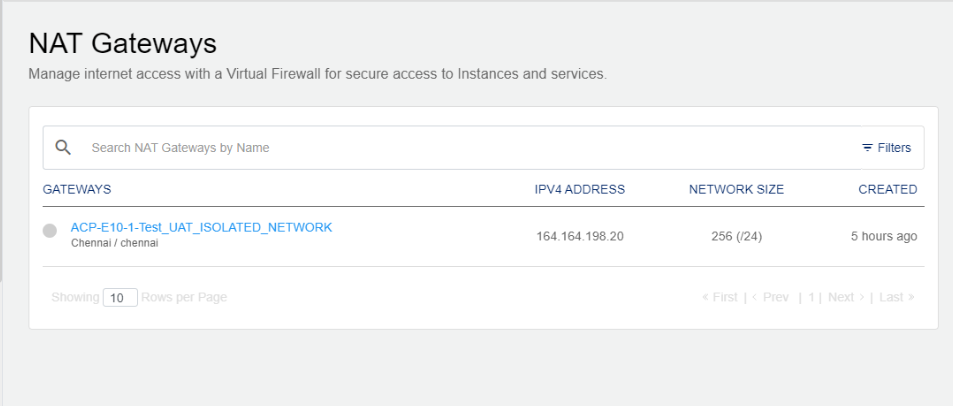 NAT Gateways
Manage internet access with a Virtual Firewall for secure access to Instances and services.
Search NAT Gateways by Name
Filters
GATEWAYS IPV4 ADDRESS NETWORK SIZE CREATED
ACP-E10-1-Test_UAT_ISOLATED_NETWORK
Chennai / chennai
164.164.198.20 256 (/24) 5 hours ago
Showing 10 Rows per Page
« First | < Prev | 1 | Next > | Last »